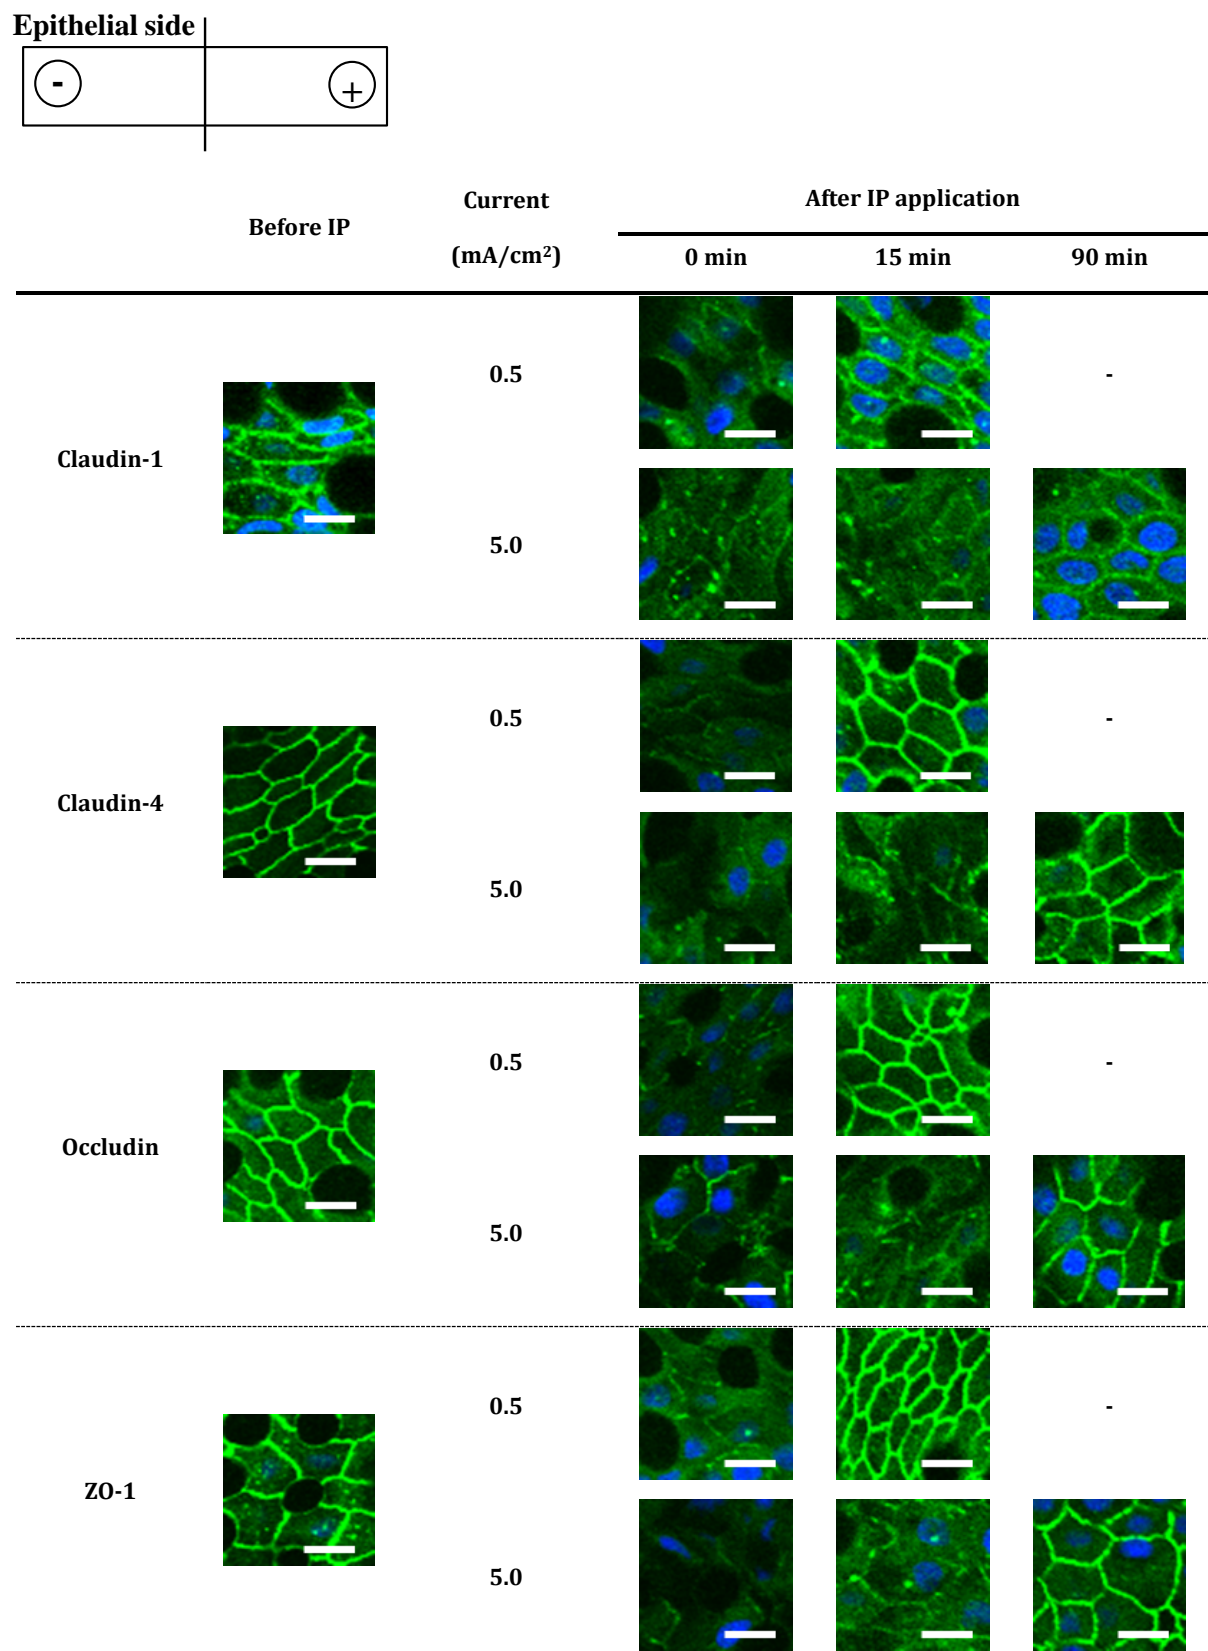 Epithelial side
- +
Before IP
Current
(mA/cm²)
After IP application
0 min 15 min 90 min
Claudin-1
0.5
-
5.0
Claudin-4
0.5
-
5.0
Occludin
0.5
-
5.0
ZO-1
0.5
-
5.0